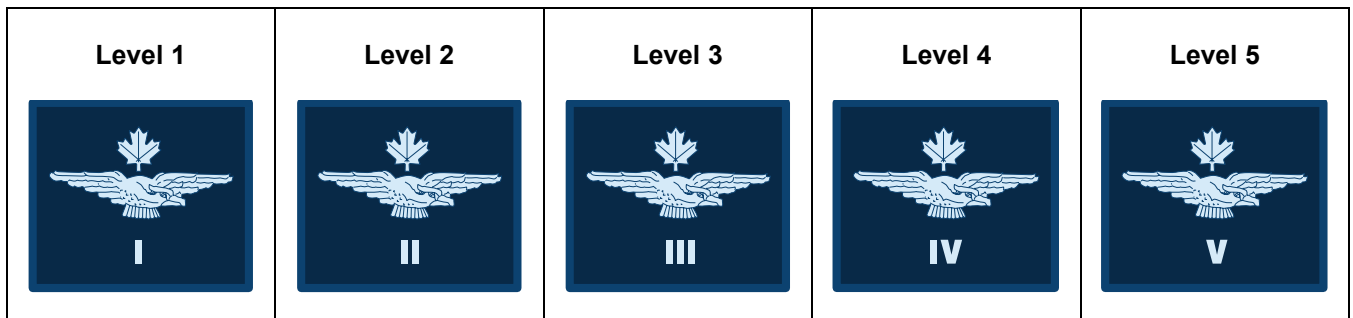 Level 1
Level 2
Level 3
Level 4
Level 5
I
II
III
IV
V